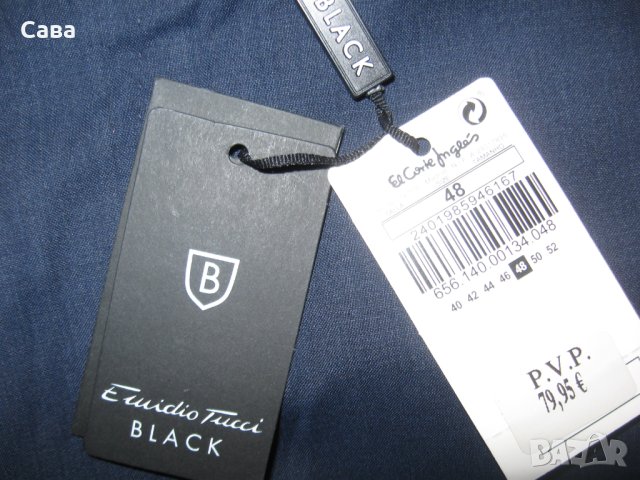 Сава
BLACK
B
Emidio Tucci
BLACK
El Corte Inglés
48
2401985946167
656 140 00134 048
40 42 44 46 48 50 52
P.V.P.
79,95 €
BAZAR